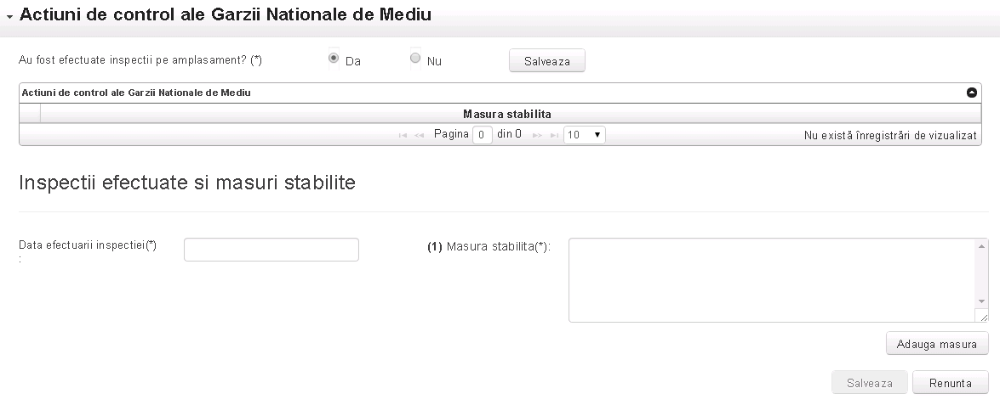 Actiuni de control ale Garzii Nationale de Mediu
Au fost efectuate inspectii pe amplasament? (*) Da Nu Salveaza
Actiuni de control ale Garzii Nationale de Mediu
Masura stabilita
Pagina 0 din 0 10 Nu există înregistrări de vizualizat
Inspectii efectuate si masuri stabilite
Data efectuarii inspectiei(*)
:
(1) Masura stabilita(*):
Adauga masura
Salveaza Renunta